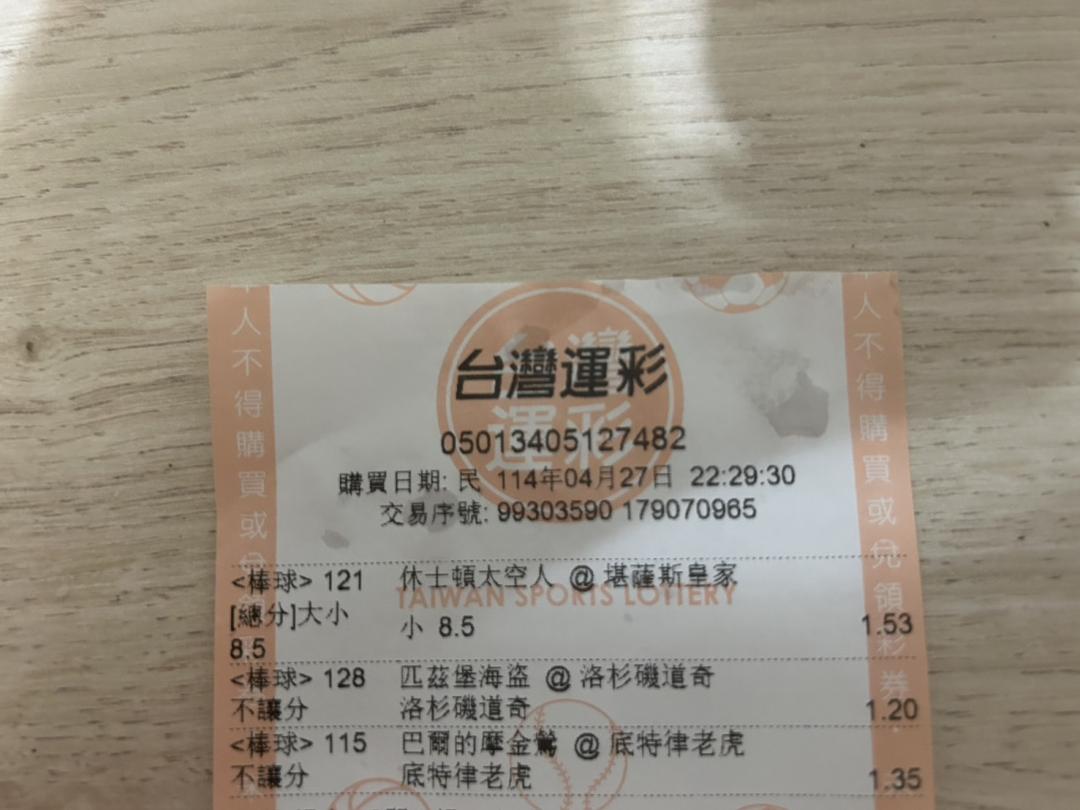 台灣運彩
05013405127482
購買日期: 民 114年04月27日 22:29:30
交易序號: 99303590 179070965
TAIWAN SPORTS LOTTERY
<棒球> 121 休士頓太空人 @ 堪薩斯皇家
[總分]大小 小 8.5 1.53
8.5
<棒球> 128 匹茲堡海盜 @ 洛杉磯道奇
不讓分 洛杉磯道奇 1.20
<棒球> 115 巴爾的摩金鶯 @ 底特律老虎
不讓分 底特律老虎 1.35
人不得購買或
人不得購買或兌領彩券